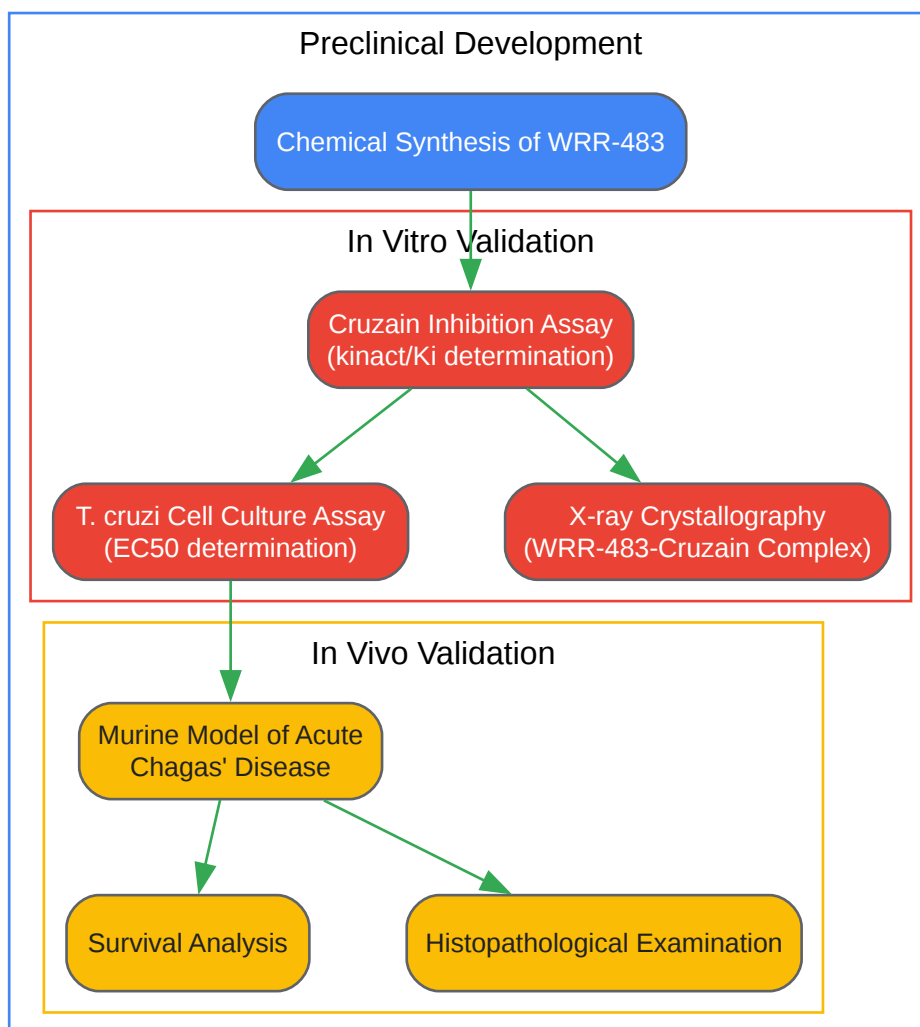 Preclinical Development
Chemical Synthesis of WRR-483
In Vitro Validation
Cruzain Inhibition Assay
(kinact/Ki determination)
T. cruzi Cell Culture Assay
(EC50 determination)
X-ray Crystallography
(WRR-483-Cruzain Complex)
In Vivo Validation
Murine Model of Acute
Chagas' Disease
Survival Analysis
Histopathological Examination